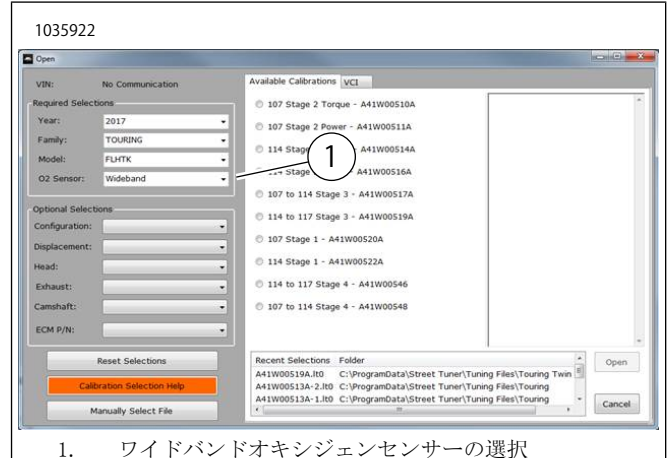 1035922
Open
VIN: No Communication
Required Selections
Year: 2017
Family: TOURING
Model: FLHTK
O2 Sensor: Wideband
Optional Selections
Configuration:
Displacement:
Head:
Exhaust:
Camshaft:
ECM P/N:
Reset Selections
Calibration Selection Help
Manually Select File
Available Calibrations VCI
107 Stage 2 Torque - A41W00510A
107 Stage 2 Power - A41W00511A
114 Stage A41W00514A
Stage A41W00516A
107 to 114 Stage 3 - A41W00517A
114 to 117 Stage 3 - A41W00519A
107 Stage 1 - A41W00520A
114 Stage 1 - A41W00522A
114 to 117 Stage 4 - A41W00546
107 to 114 Stage 4 - A41W00548
1
Recent Selections Folder
A41W00519A.lt0 C:\ProgramData\Street Tuner\Tuning Files\Touring Twin
A41W00513A-2.lt0 C:\ProgramData\Street Tuner\Tuning Files\Touring
A41W00513A-1.lt0 C:\ProgramData\Street Tuner\Tuning Files\Touring
Open
Cancel
1. ワイドバンドオキシジェンセンサーの選択